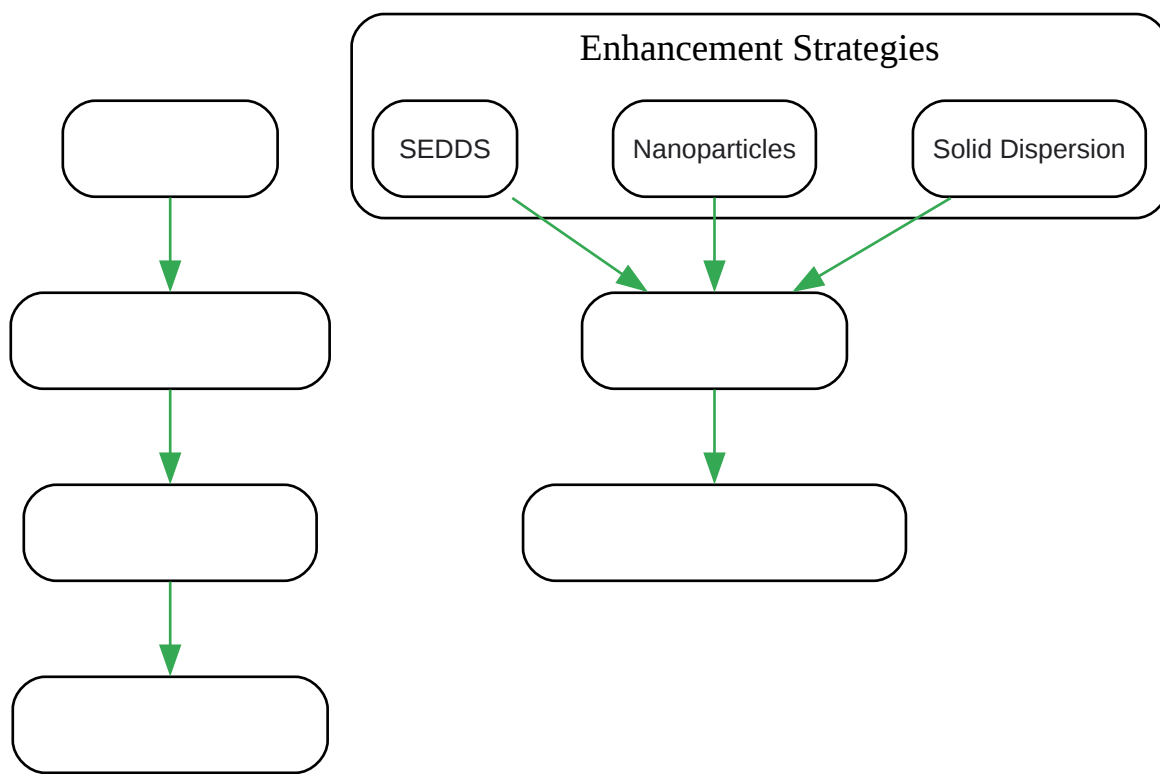 Enhancement Strategies
SEDDS
Nanoparticles
Solid Dispersion